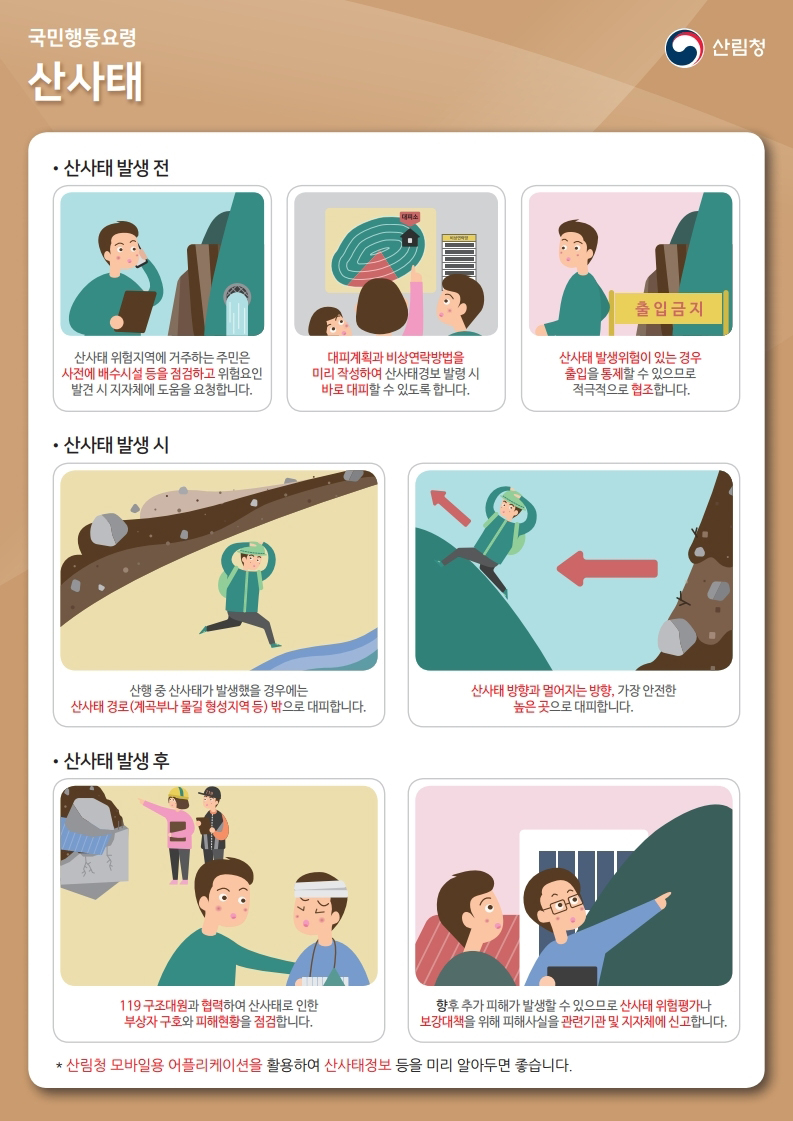 국민행동요령
산사태
산림청
• 산사태 발생 전
대피소
비상연락망
출입금지
산사태 위험지역에 거주하는 주민은
사전에 배수시설 등을 점검하고 위험요인
발견 시 지자체에 도움을 요청합니다.
대피계획과 비상연락방법을
미리 작성하여 산사태경보 발령 시
바로 대피할 수 있도록 합니다.
산사태 발생위험이 있는 경우
출입을 통제할 수 있으므로
적극적으로 협조합니다.
• 산사태 발생 시
산행 중 산사태가 발생했을 경우에는
산사태 경로(계곡부나 물길 형성지역 등) 밖으로 대피합니다.
산사태 방향과 멀어지는 방향, 가장 안전한
높은 곳으로 대피합니다.
• 산사태 발생 후
119 구조대원과 협력하여 산사태로 인한
부상자 구호와 피해현황을 점검합니다.
향후 추가 피해가 발생할 수 있으므로 산사태 위험평가나
보강대책을 위해 피해사실을 관련기관 및 지자체에 신고합니다.
* 산림청 모바일용 어플리케이션을 활용하여 산사태정보 등을 미리 알아두면 좋습니다.